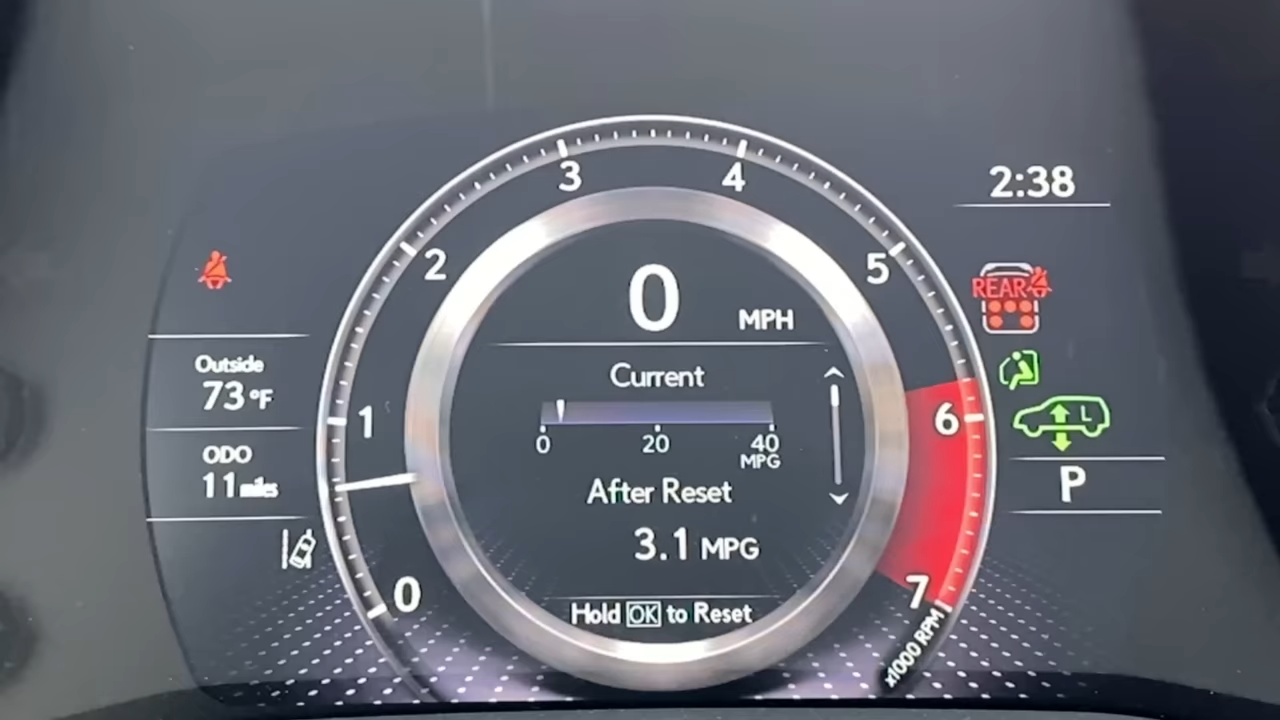 3
4
2
5
1
6
0
7
x1000 RPM
Outside
73°F
ODO
11 miles
0
MPH
Current
0 20 40
MPG
After Reset
3.1 MPG
Hold OK to Reset
2:38
REAR
L
P